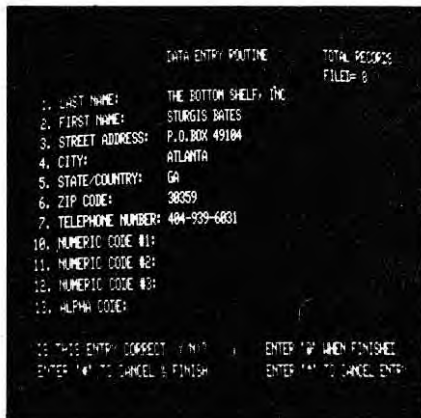 DATA ENTRY ROUTINE TOTAL RECORDS
FILED= 0
1. LAST NAME: THE BOTTOM SHELF, INC
2. FIRST NAME: STURGIS BATES
3. STREET ADDRESS: P.O.BOX 49104
4. CITY: ATLANTA
5. STATE/COUNTRY: GA
6. ZIP CODE: 30359
7. TELEPHONE NUMBER: 404-939-6031
10. NUMERIC CODE #1:
11. NUMERIC CODE #2:
12. NUMERIC CODE #3:
13. ALPHA CODE:
IS THIS ENTRY CORRECT Y/N? ENTER '@' WHEN FINISHED
ENTER '#' TO CANCEL & FINISH ENTER '*' TO CANCEL ENTRY